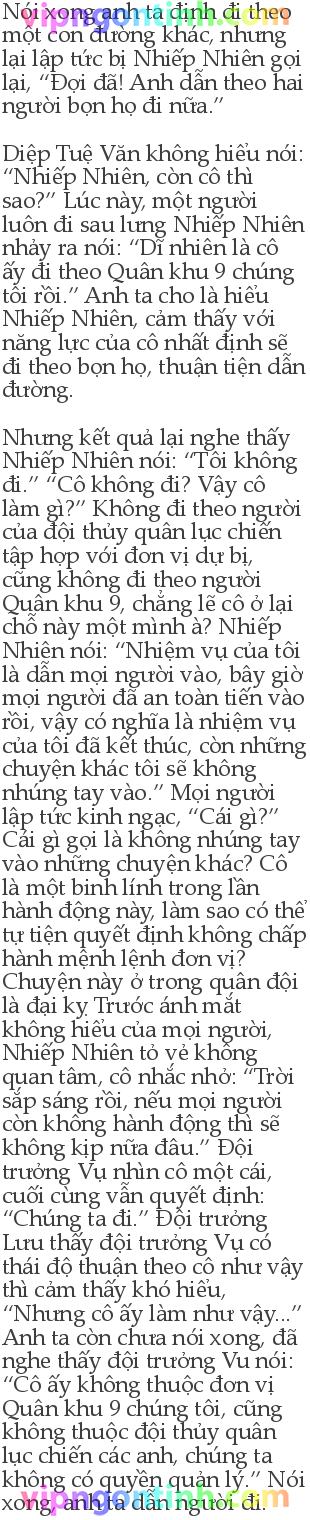 Nói xong anh ta định đi theo
vipngontinh.com
một con đường khác, nhưng
lại lập tức bị Nhiếp Nhiên gọi
lại, “Đợi đã! Anh dẫn theo hai
người bọn họ đi nữa.”
Diệp Tuệ Văn không hiểu nói:
“Nhiếp Nhiên, còn cô thì
sao?” Lúc này, một người
luôn đi sau lưng Nhiếp Nhiên
nhảy ra nói: “Dĩ nhiên là cô
ấy đi theo Quân khu 9 chúng
tôi rồi.” Anh ta cho là hiểu
Nhiếp Nhiên, cảm thấy với
năng lực của cô nhất định sẽ
đi theo bọn họ, thuận tiện dẫn
đường.
Nhưng kết quả lại nghe thấy
Nhiếp Nhiên nói: “Tôi không
đi.” “Cô không đi? Vậy cô
làm gì?” Không đi theo người
của đội thủy quân lục chiến
tập hợp với đơn vị dự bị,
cũng không đi theo người
Quân khu 9, chẳng lẽ cô ở lại
chỗ này một mình à? Nhiếp
Nhiên nói: “Nhiệm vụ của tôi
là dẫn mọi người vào, bây giờ
mọi người đã an toàn tiến vào
rồi, vậy có nghĩa là nhiệm vụ
của tôi đã kết thúc, còn những
chuyện khác tôi sẽ không
nhúng tay vào.” Mọi người
lập tức kinh ngạc, “Cái gì?”
Cái gì gọi là không nhúng tay
vào những chuyện khác? Cô
là một binh lính trong lần
hành động này, làm sao có thể
tự tiện quyết định không chấp
hành mệnh lệnh đơn vị?
Chuyện này ở trong quân đội
là đại kỵ Trước ánh mắt
không hiểu của mọi người,
Nhiếp Nhiên tỏ vẻ không
quan tâm, cô nhắc nhở: “Trời
sắp sáng rồi, nếu mọi người
còn không hành động thì sẽ
không kịp nữa đâu.” Đội
trưởng Vu nhìn cô một cái,
cuối cùng vẫn quyết định:
“Chúng ta đi.” Đội trưởng
Lưu thấy đội trưởng Vu có
thái độ thuận theo cô như vậy
thì cảm thấy khó hiểu,
“Nhưng cô ấy làm như vậy...”
Anh ta còn chưa nói xong, đã
nghe thấy đội trưởng Vu nói:
“Cô ấy không thuộc đơn vị
Quân khu 9 chúng tôi, cũng
không thuộc đội thủy quân
lục chiến các anh, chúng ta
không có quyền quản lý.” Nói
xong, anh ta dẫn người đi.
vipngontinh.com